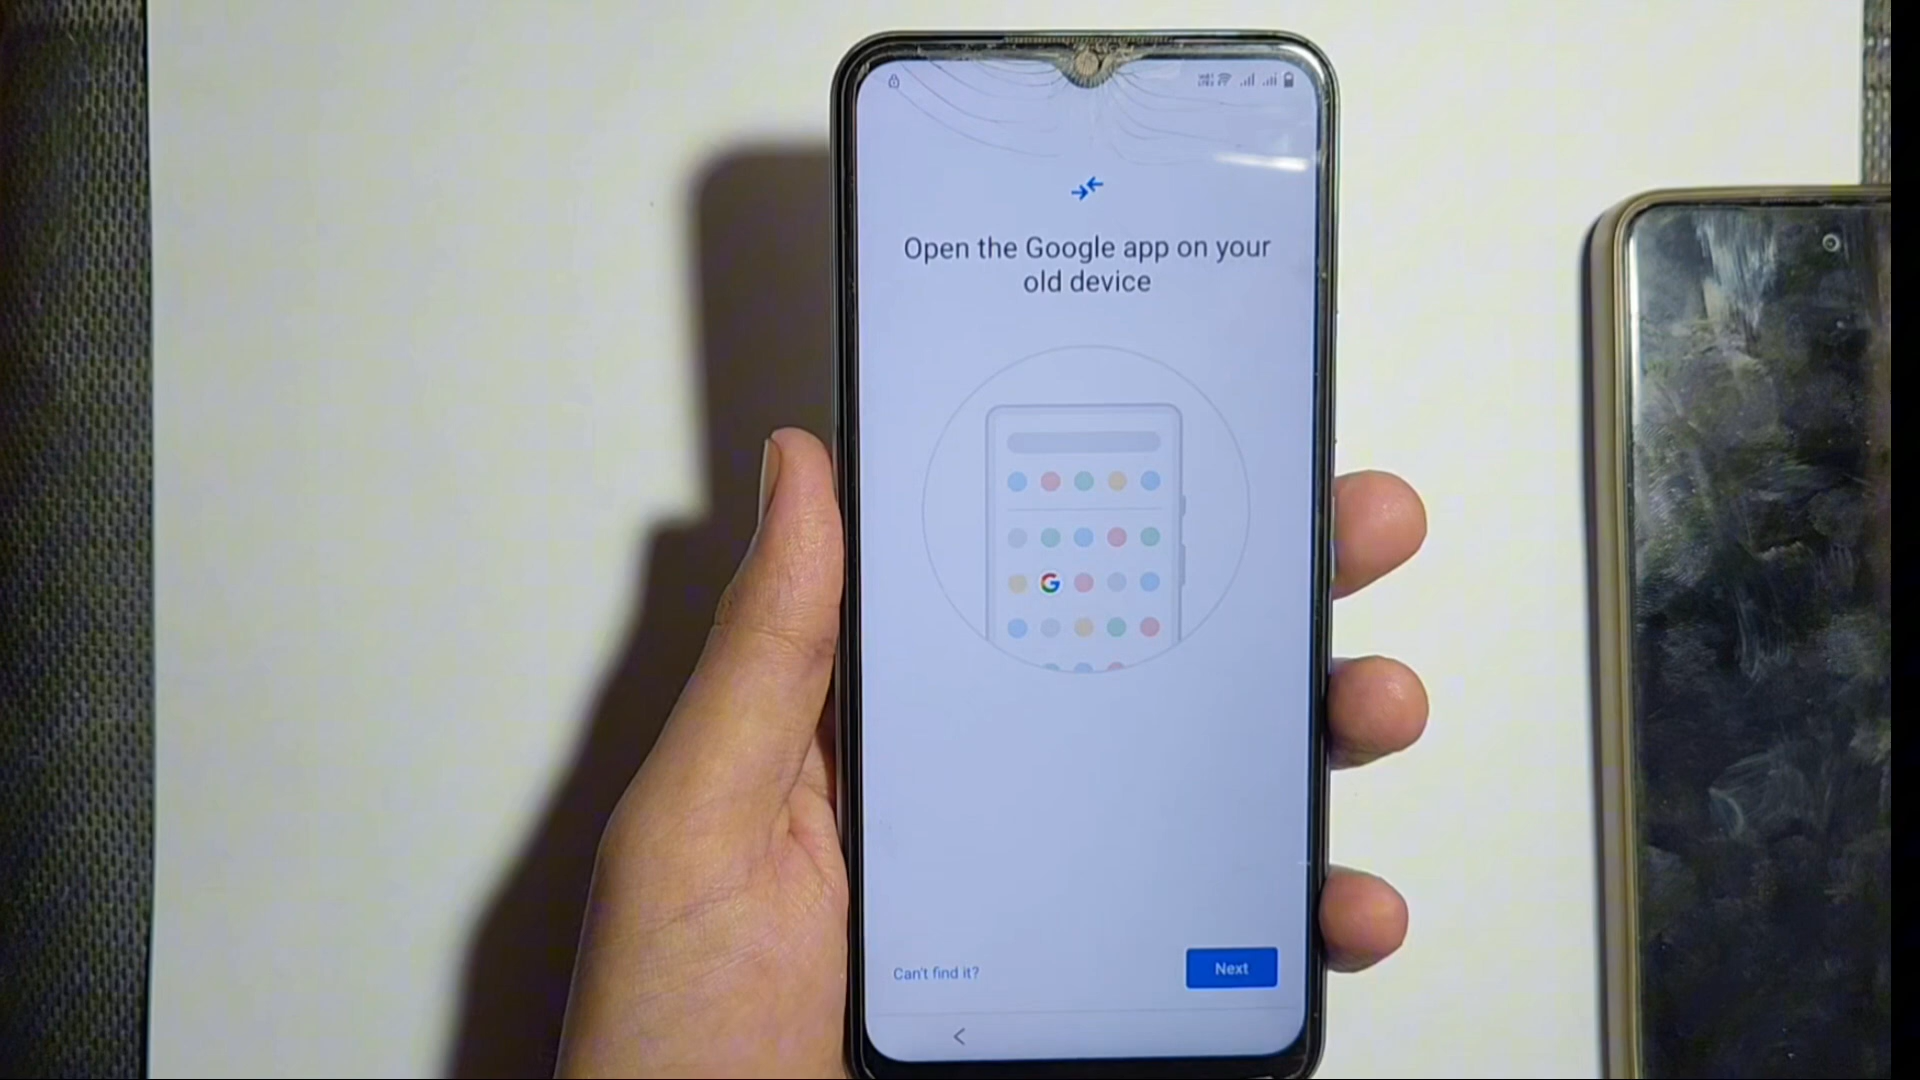 Open the Google app on your
old device
G
Can't find it?
Next